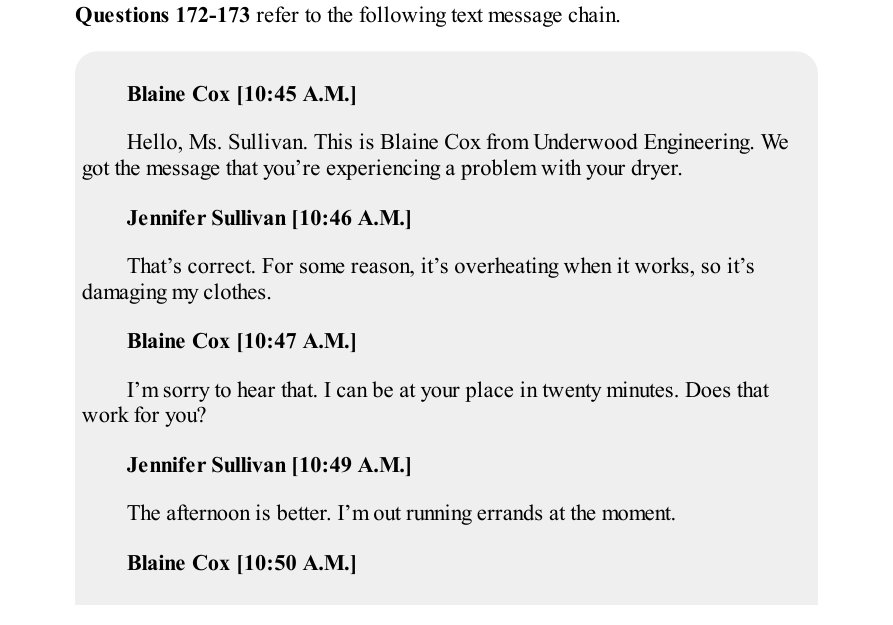 Questions 172-173 refer to the following text message chain.
Blaine Cox [10:45 A.M.]
Hello, Ms. Sullivan. This is Blaine Cox from Underwood Engineering. We
got the message that you’re experiencing a problem with your dryer.
Jennifer Sullivan [10:46 A.M.]
That’s correct. For some reason, it’s overheating when it works, so it’s
damaging my clothes.
Blaine Cox [10:47 A.M.]
I’m sorry to hear that. I can be at your place in twenty minutes. Does that
work for you?
Jennifer Sullivan [10:49 A.M.]
The afternoon is better. I’m out running errands at the moment.
Blaine Cox [10:50 A.M.]